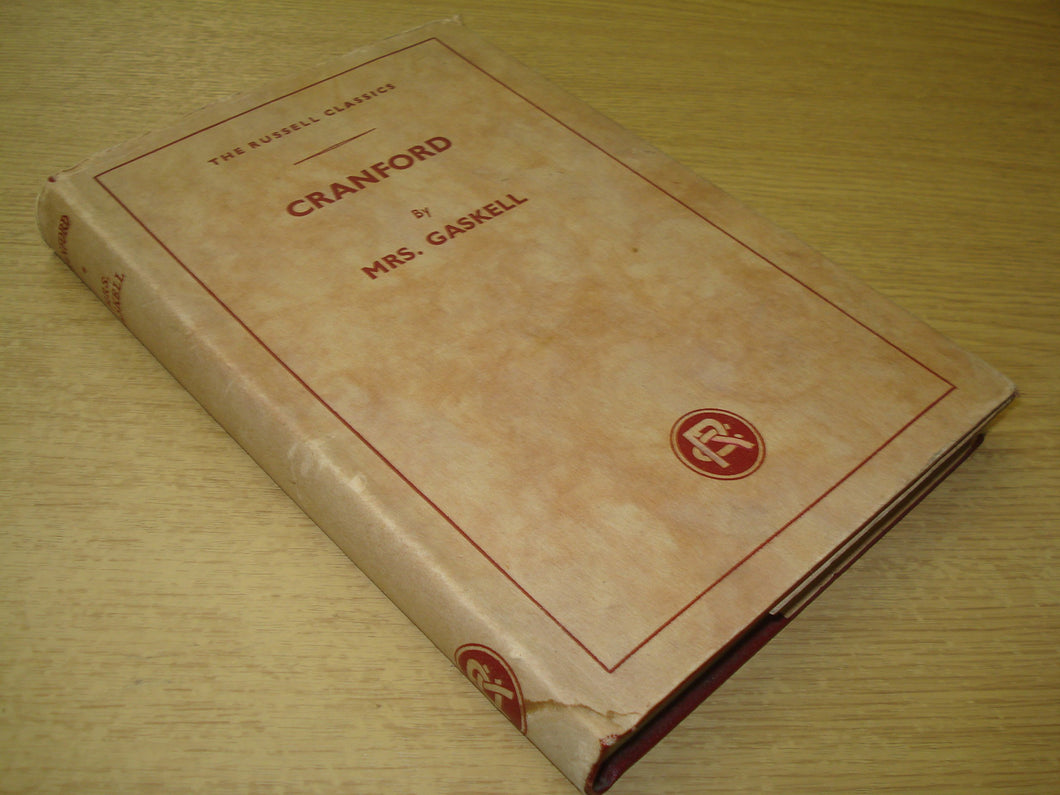 THE RUSSELL CLASSICS
CRANFORD
By
MRS. GASKELL